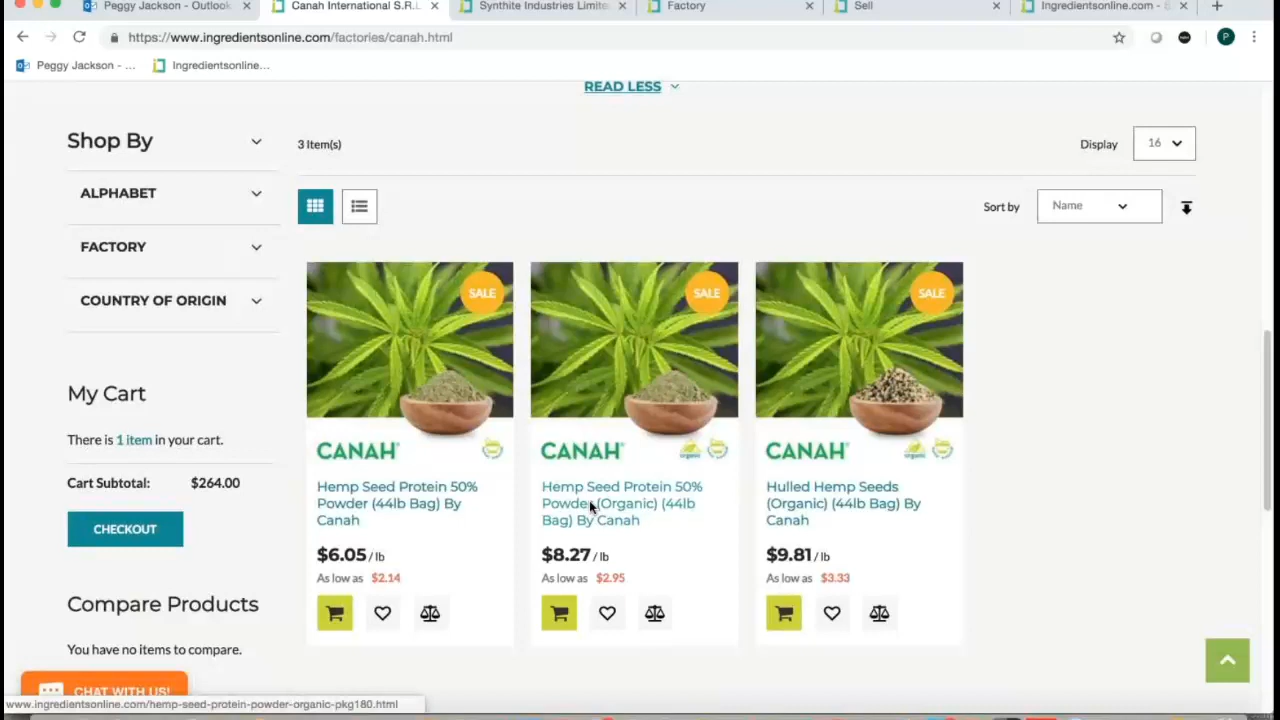 Peggy Jackson - Outlook
Canah International S.R.L
Synthite Industries Limite
Factory
Sell
Ingredientsonline.com - S
https://www.ingredientsonline.com/factories/canah.html
P
Peggy Jackson - ...
Ingredientsonline...
READ LESS
Shop By
3 Item(s)
Display
16
ALPHABET
Sort by
Name
FACTORY
COUNTRY OF ORIGIN
SALE
SALE
SALE
My Cart
There is 1 item in your cart.
Cart Subtotal: $264.00
CHECKOUT
Compare Products
You have no items to compare.
CHAT WITH US!
CANAH
Hemp Seed Protein 50%
Powder (44lb Bag) By
Canah
$6.05 / lb
As low as $2.14
CANAH
organic
Hemp Seed Protein 50%
Powder (Organic) (44lb
Bag) By Canah
$8.27 / lb
As low as $2.95
CANAH
organic
Hulled Hemp Seeds
(Organic) (44lb Bag) By
Canah
$9.81 / lb
As low as $3.33
www.ingredientsonline.com/hemp-seed-protein-powder-organic-pkg180.html